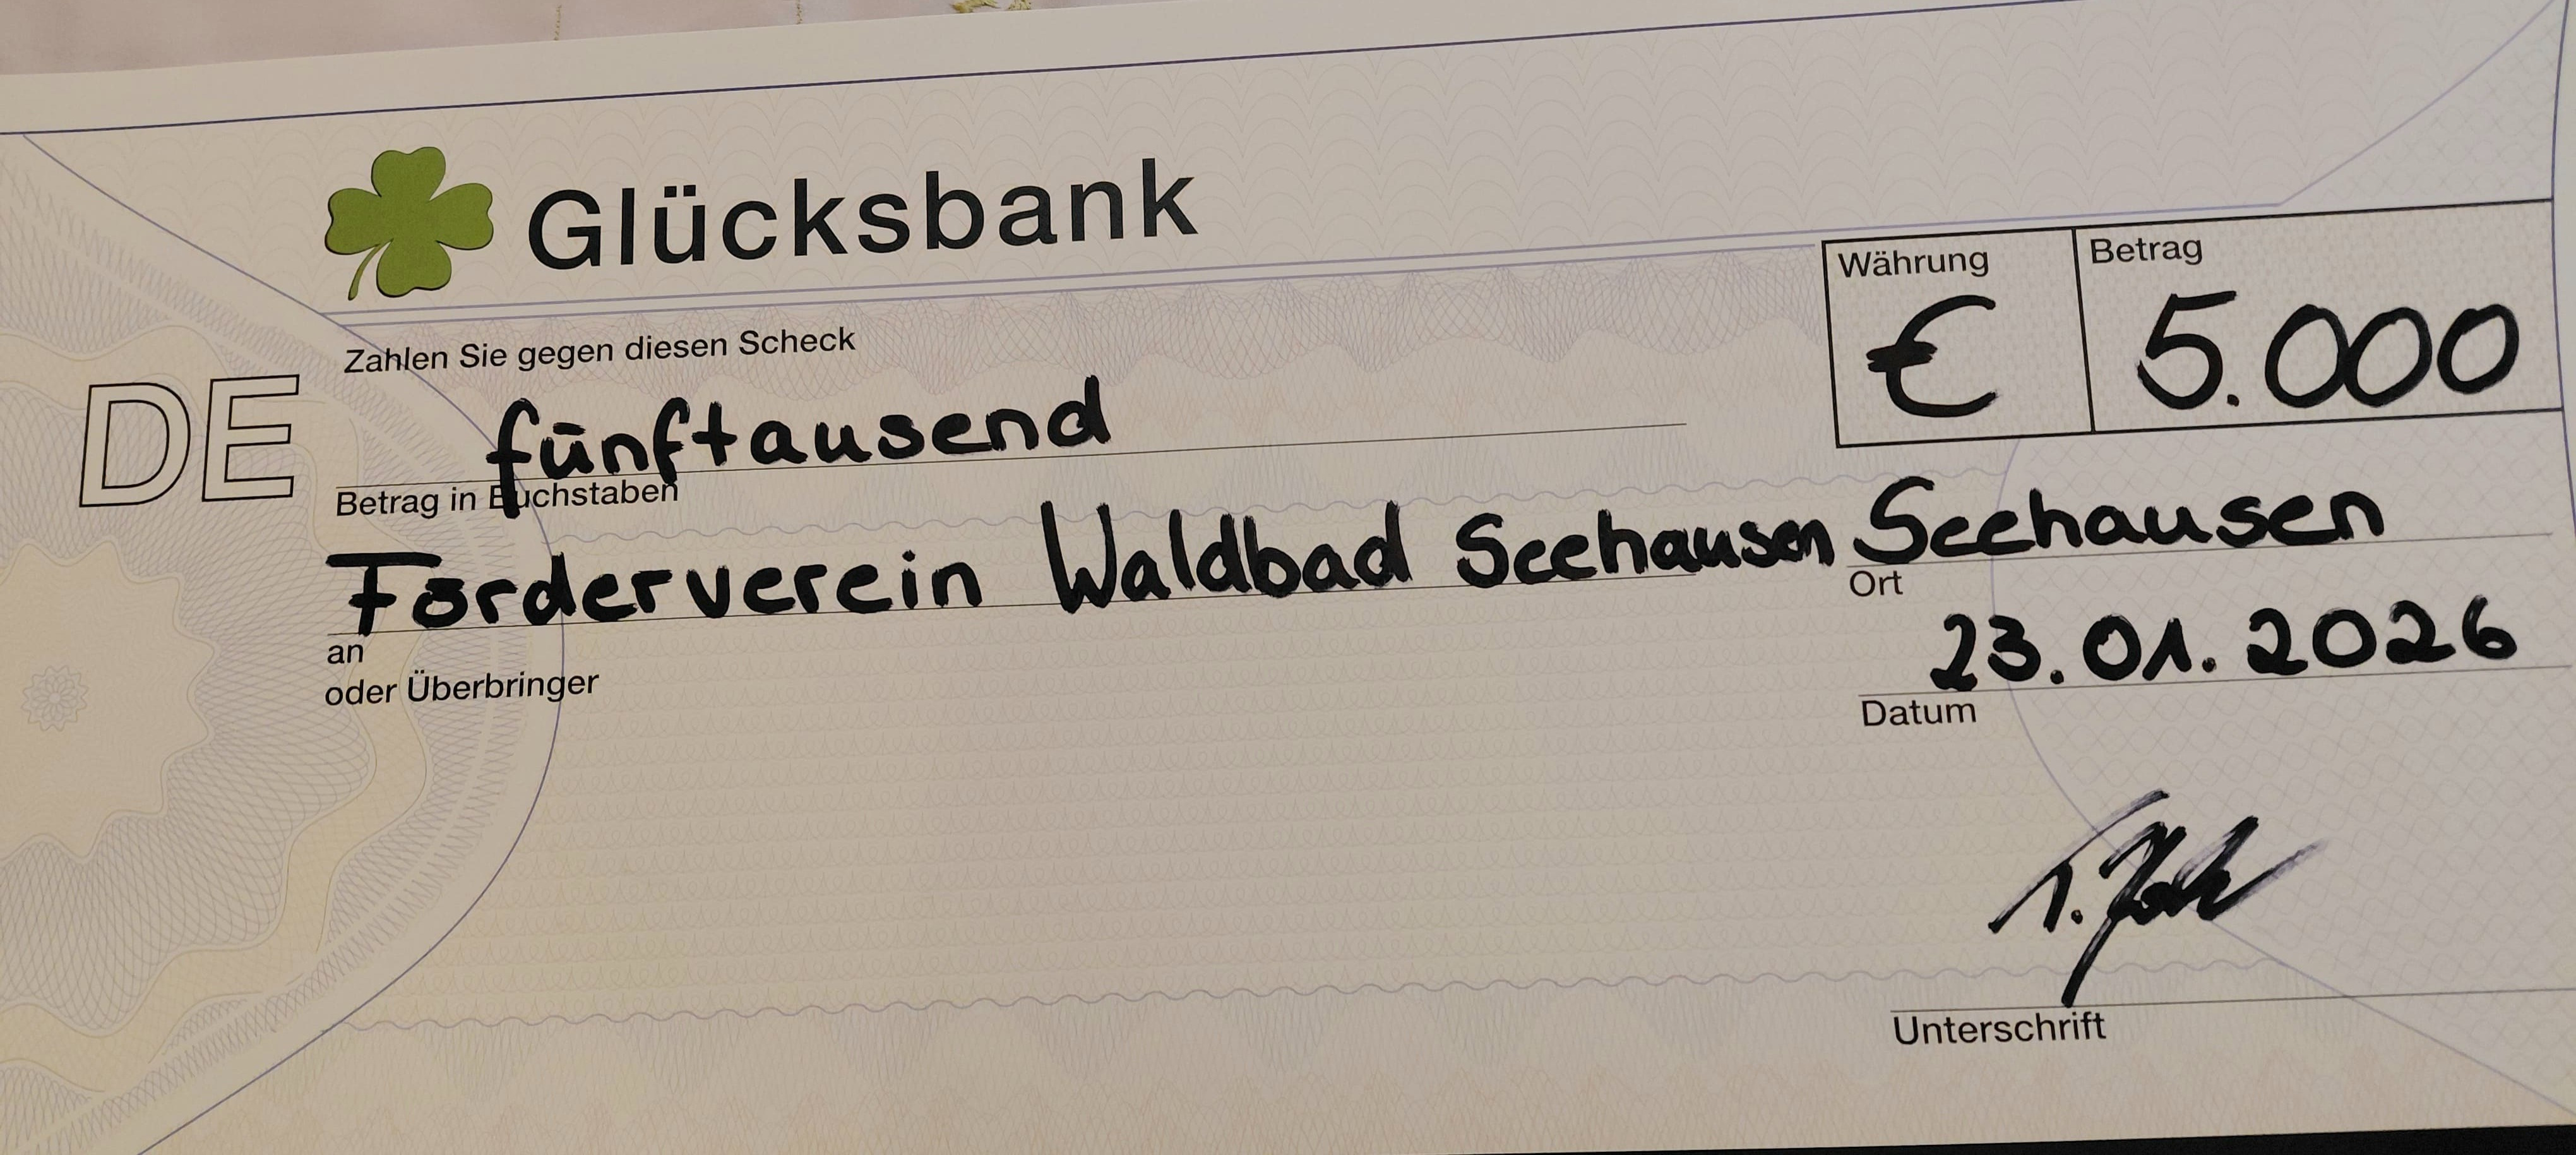 Glücksbank
Währung
€
Betrag
5.000
Zahlen Sie gegen diesen Scheck
DE
fünftausend
Betrag in Buchstaben
Förderverein Waldbad Seehausen
Seehausen
an
Ort
oder Überbringer
23.01.2026
Datum
Unterschrift